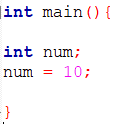 int main(){
int num;
num = 10;
}